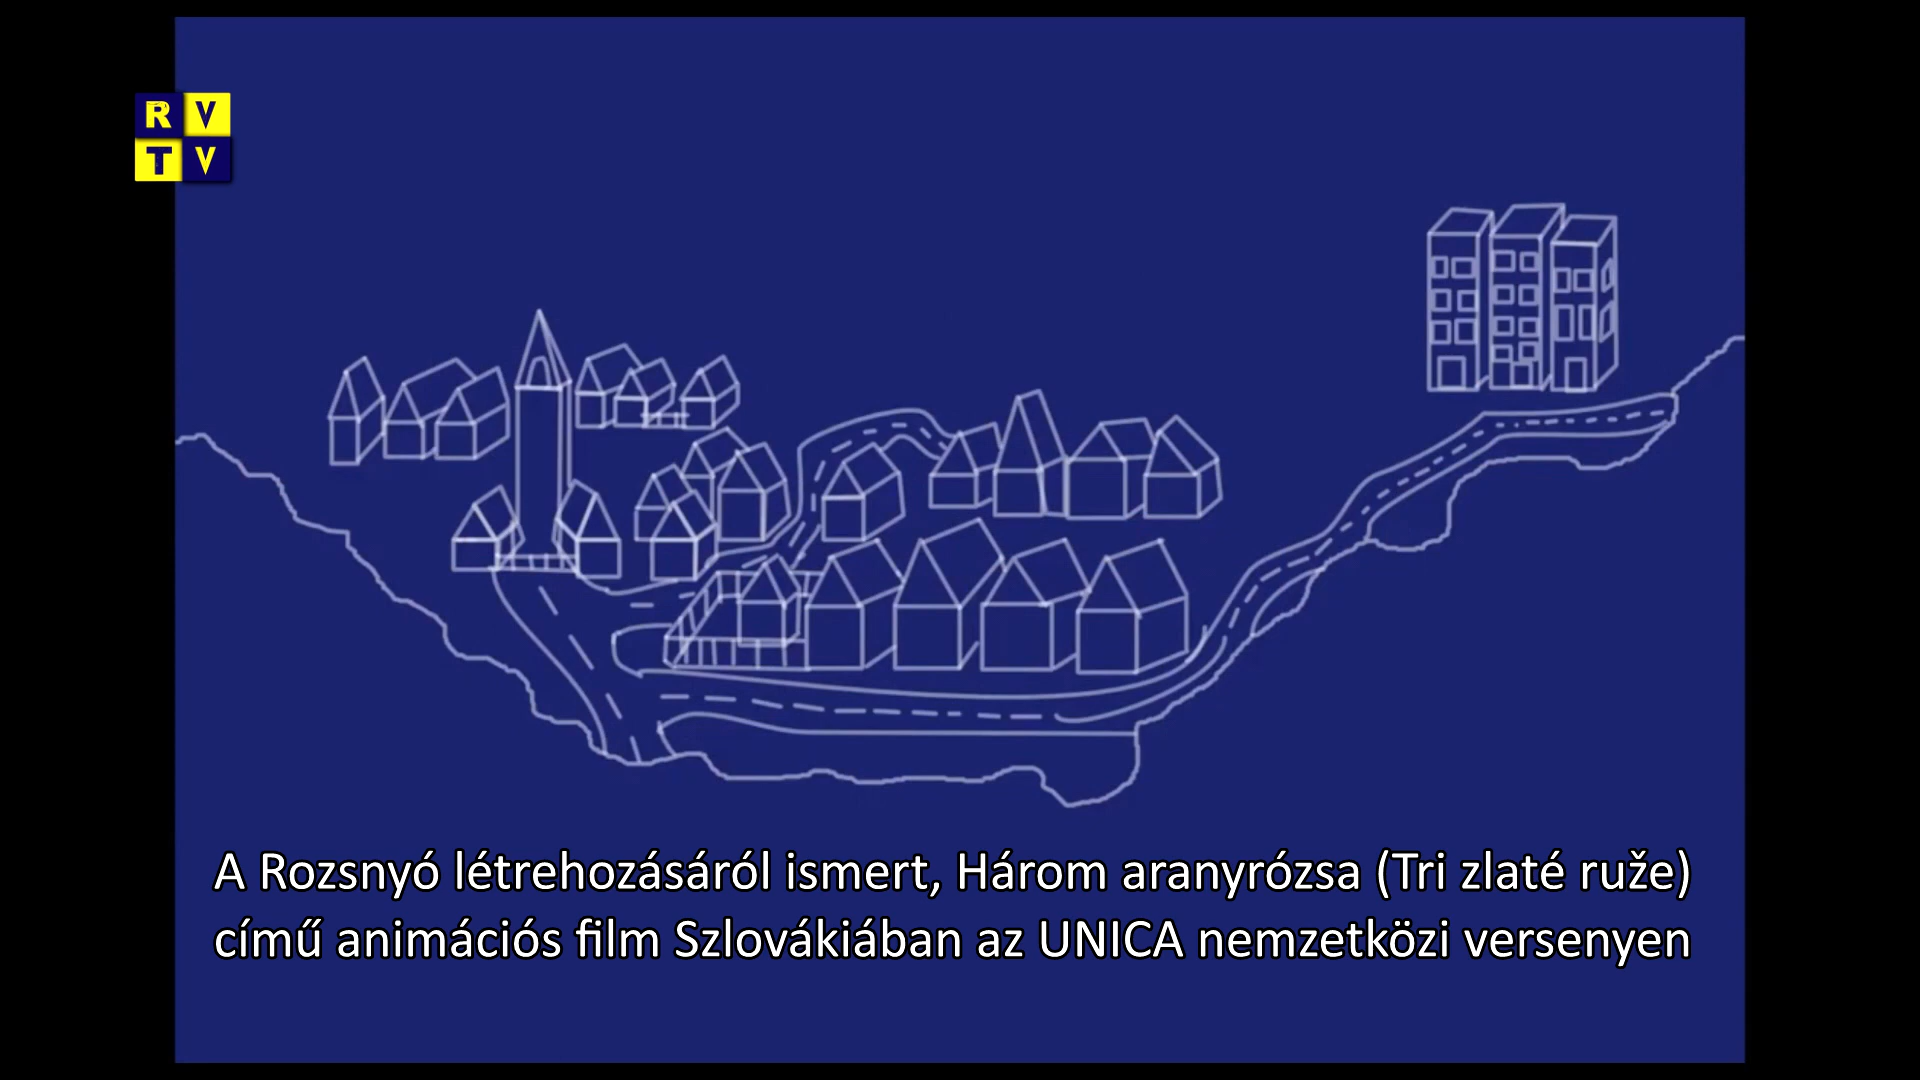 R V
T V
A Rozsnyó létrehozásáról ismert, Három aranyrózsa (Tri zlaté ruže)
című animációs film Szlovákiában az UNICA nemzetközi versenyen